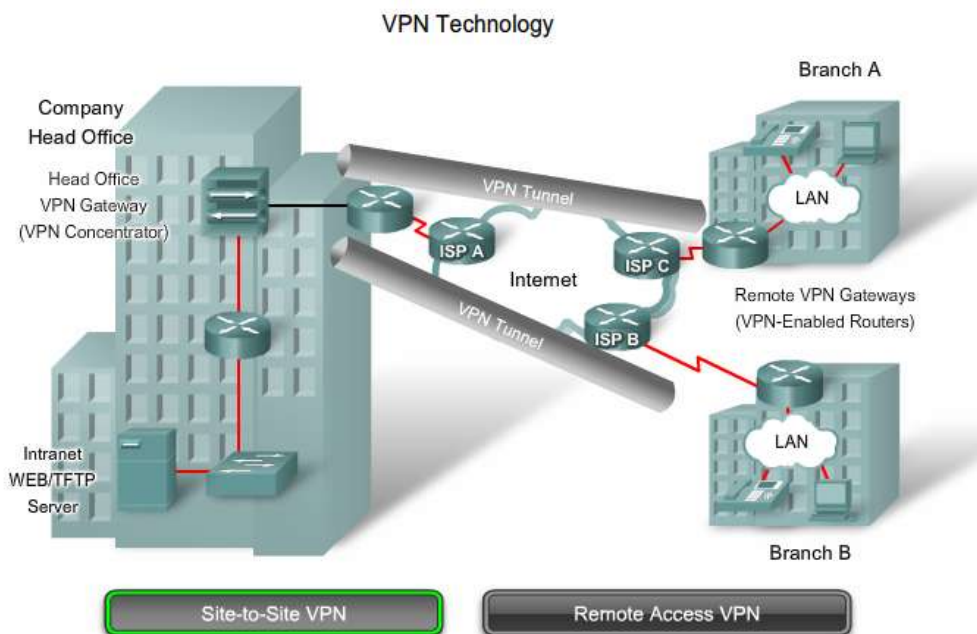 VPN Technology
Company
Head Office
Head Office
VPN Gateway
(VPN Concentrator)
Intranet
WEB/TFTP
Server
VPN Tunnel
VPN Tunnel
ISP A
Internet
ISP C
ISP B
Branch A
LAN
Remote VPN Gateways
(VPN-Enabled Routers)
LAN
Branch B
Site-to-Site VPN
Remote Access VPN